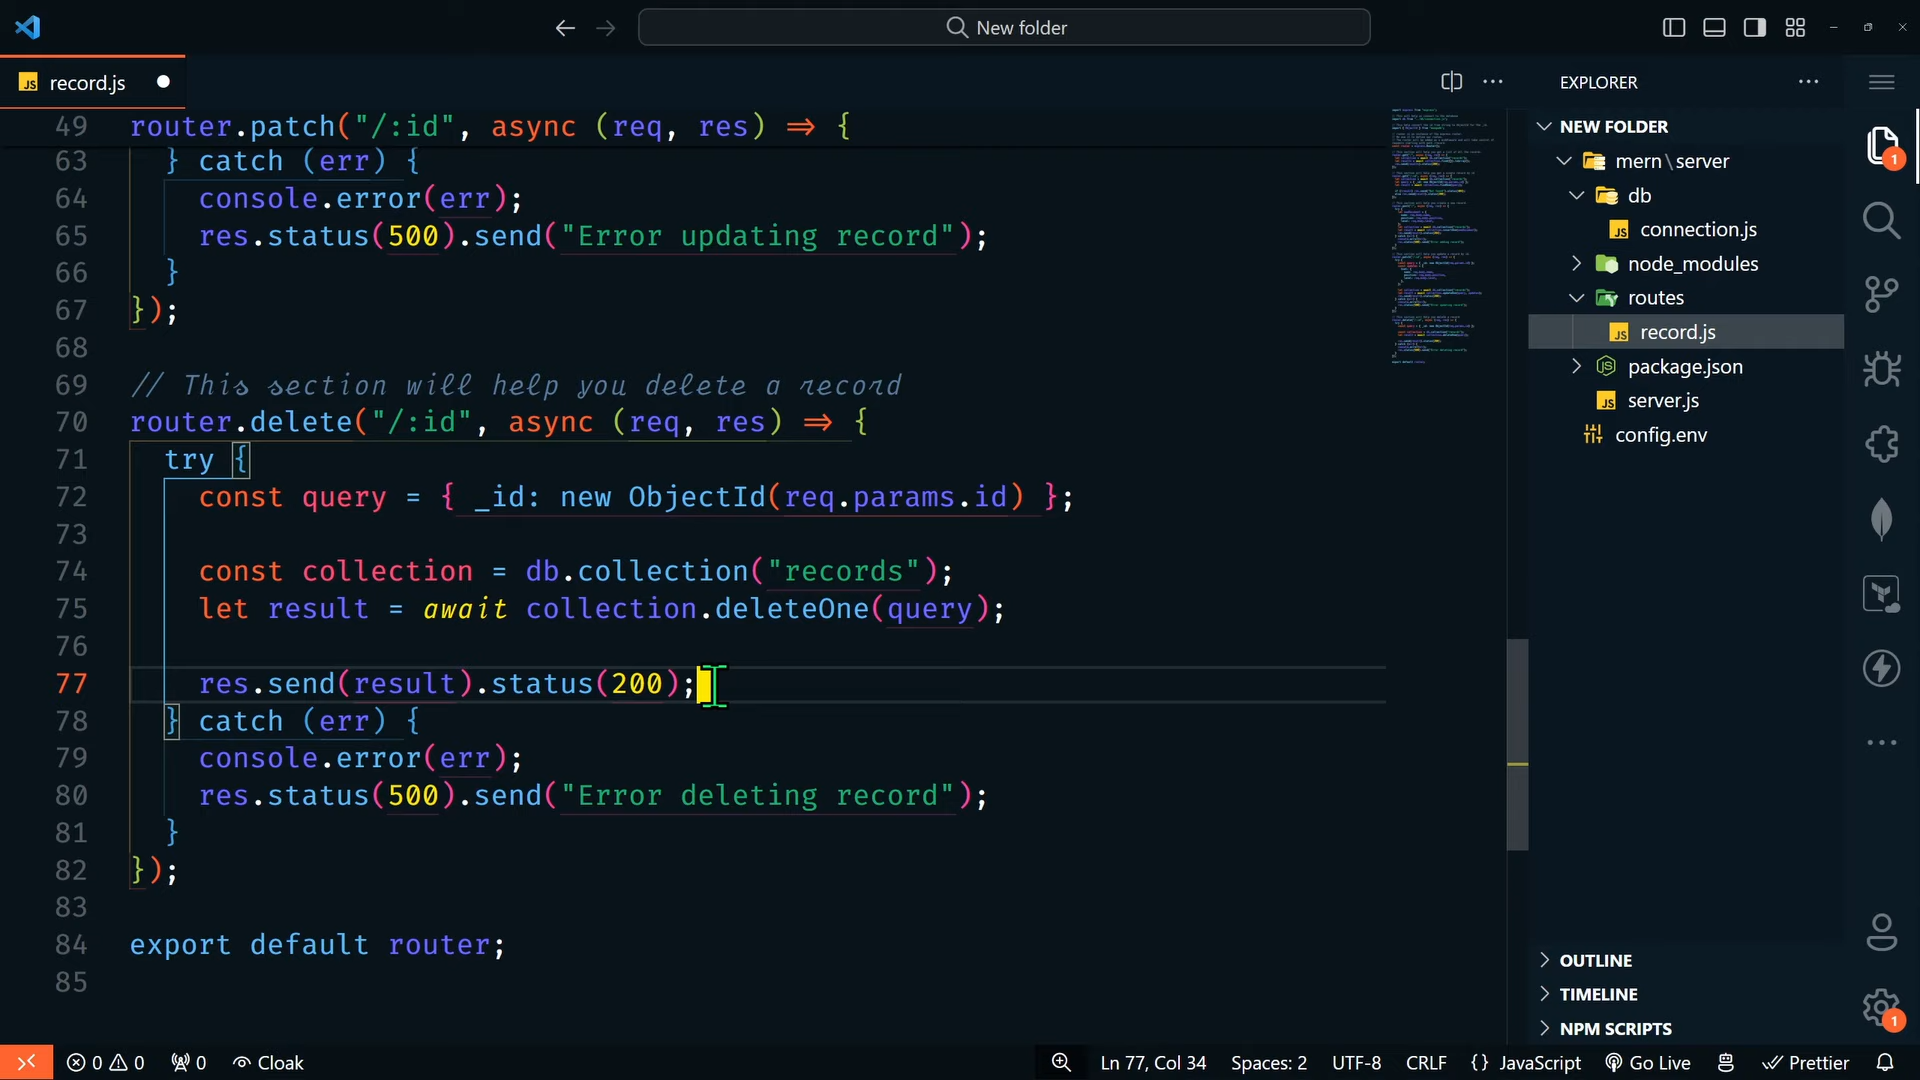 New folder
record.js
49 router.patch("/:id", async (req, res) => {
63 } catch (err) {
64 console.error(err);
65 res.status(500).send("Error updating record");
66 }
67 });
68
69 // This section will help you delete a record
70 router.delete("/:id", async (req, res) => {
71 try {
72 const query = { _id: new ObjectId(req.params.id) };
73
74 const collection = db.collection("records");
75 let result = await collection.deleteOne(query);
76
77 res.send(result).status(200);
78 } catch (err) {
79 console.error(err);
80 res.status(500).send("Error deleting record");
81 }
82 });
83
84 export default router;
85
EXPLORER
NEW FOLDER
mern\server
db
JS connection.js
node_modules
routes
JS record.js
package.json
JS server.js
config.env
OUTLINE
TIMELINE
NPM SCRIPTS
1
1
0 0 0 Cloak Ln 77, Col 34 Spaces: 2 UTF-8 CRLF {} JavaScript Go Live Prettier